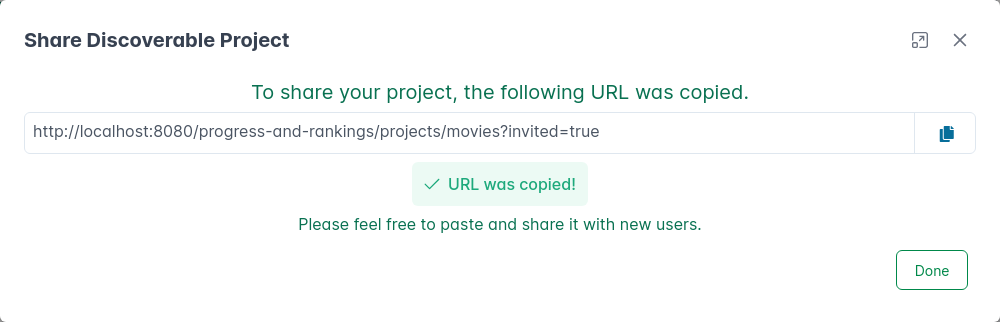 Share Discoverable Project
To share your project, the following URL was copied.
http://localhost:8080/progress-and-rankings/projects/movies?invited=true
URL was copied!
Please feel free to paste and share it with new users.
Done